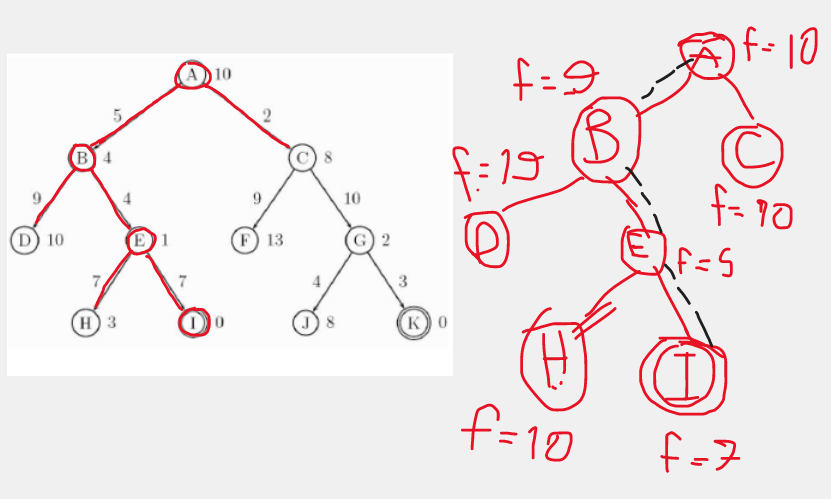 A 10
5 2
B 4 C 8
9 4 9 10
D 10 E 1 F 13 G 2
7 7 4 3
H 3 I 0 J 8 K 0
A f=10
f=9
B C
f=19 f=10
D E f=5
H I
f=10 f=7